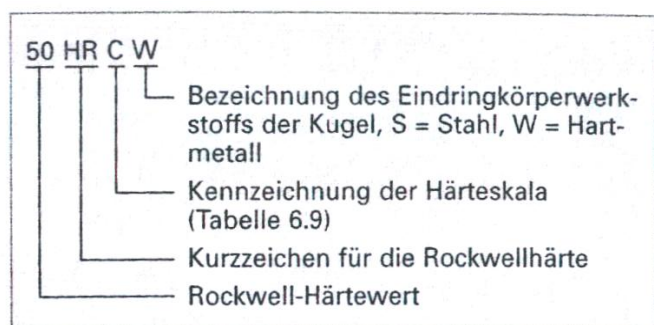 50 HR C W
Bezeichnung des Eindringkörperwerk-
stoffs der Kugel, S = Stahl, W = Hart-
metall
Kennzeichnung der Härteskala
(Tabelle 6.9)
Kurzzeichen für die Rockwellhärte
Rockwell-Härtewert